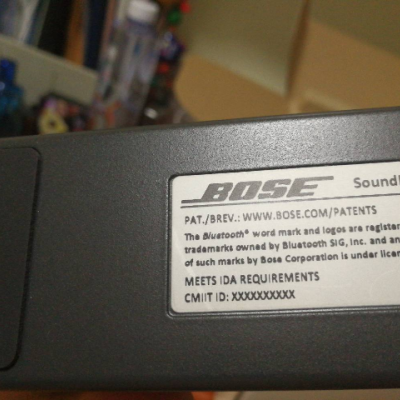 BOSE Sound
PAT./BREV.: WWW.BOSE.COM/PATENTS
The Bluetooth® word mark and logos are register
trademarks owned by Bluetooth SIG, Inc. and an
of such marks by Bose Corporation is under licen
MEETS IDA REQUIREMENTS
CMIIT ID: XXXXXXXXXX